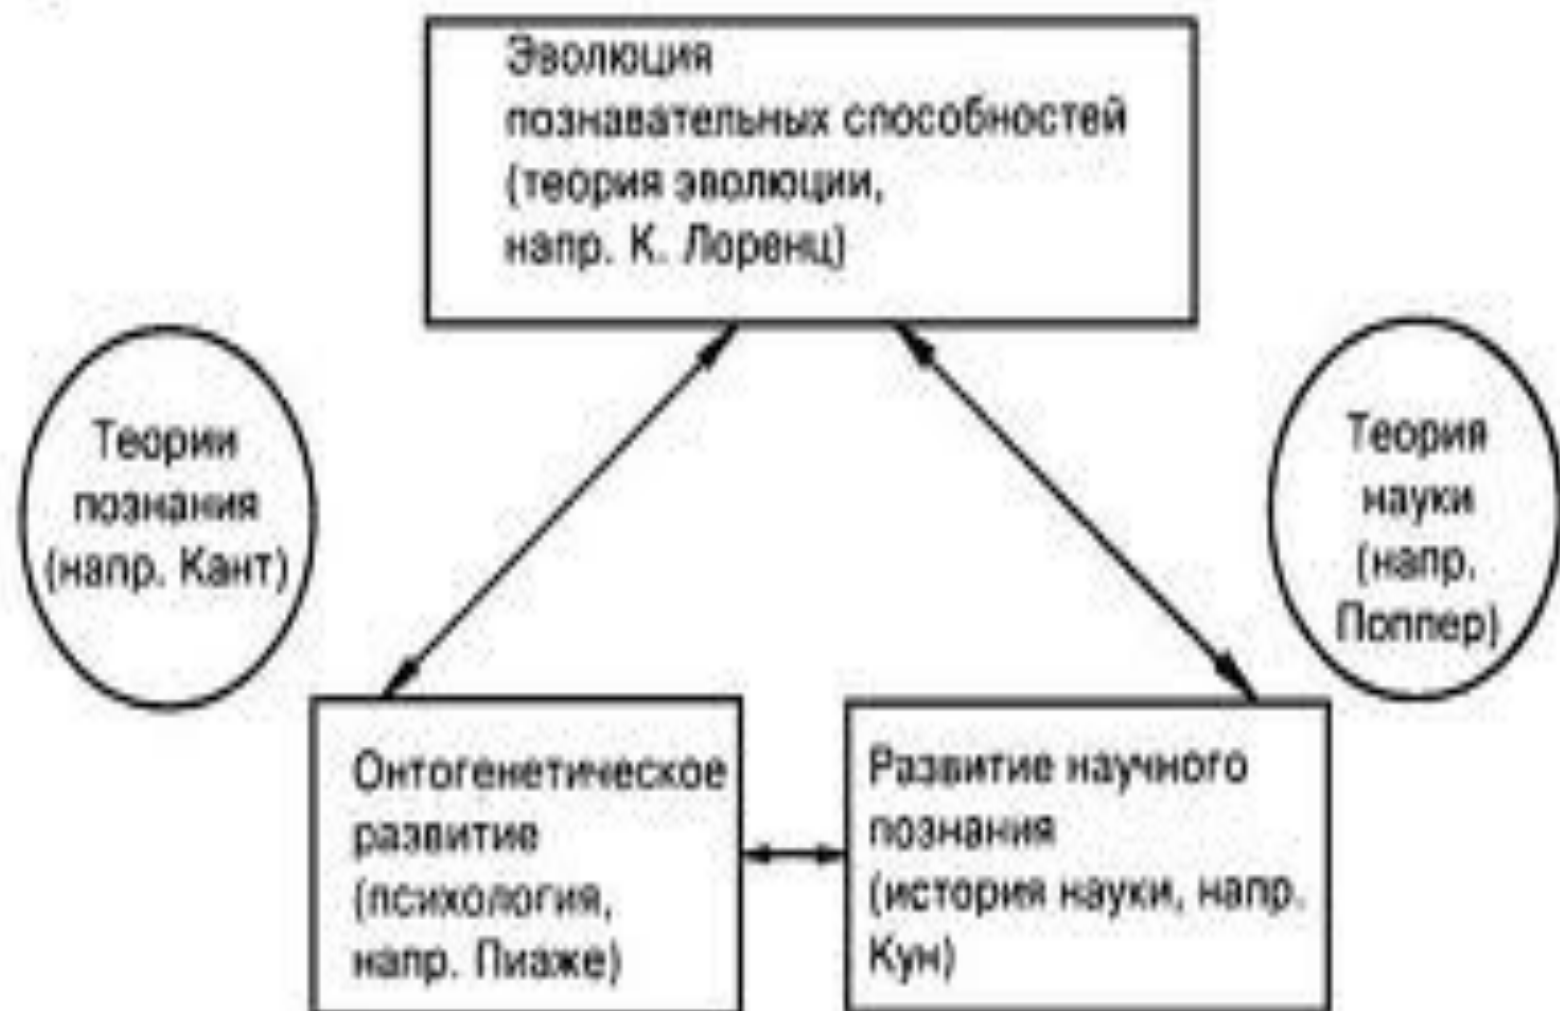 Эволюция
познавательных способностей
(теория эволюции,
напр. К. Лоренц)
Теории
познания
(напр. Кант)
Теория
науки
(напр.
Поппер)
Онтогенетическое
развитие
(психология,
напр. Пиаже)
Развитие научного
познания
(история науки, напр.
Кун)